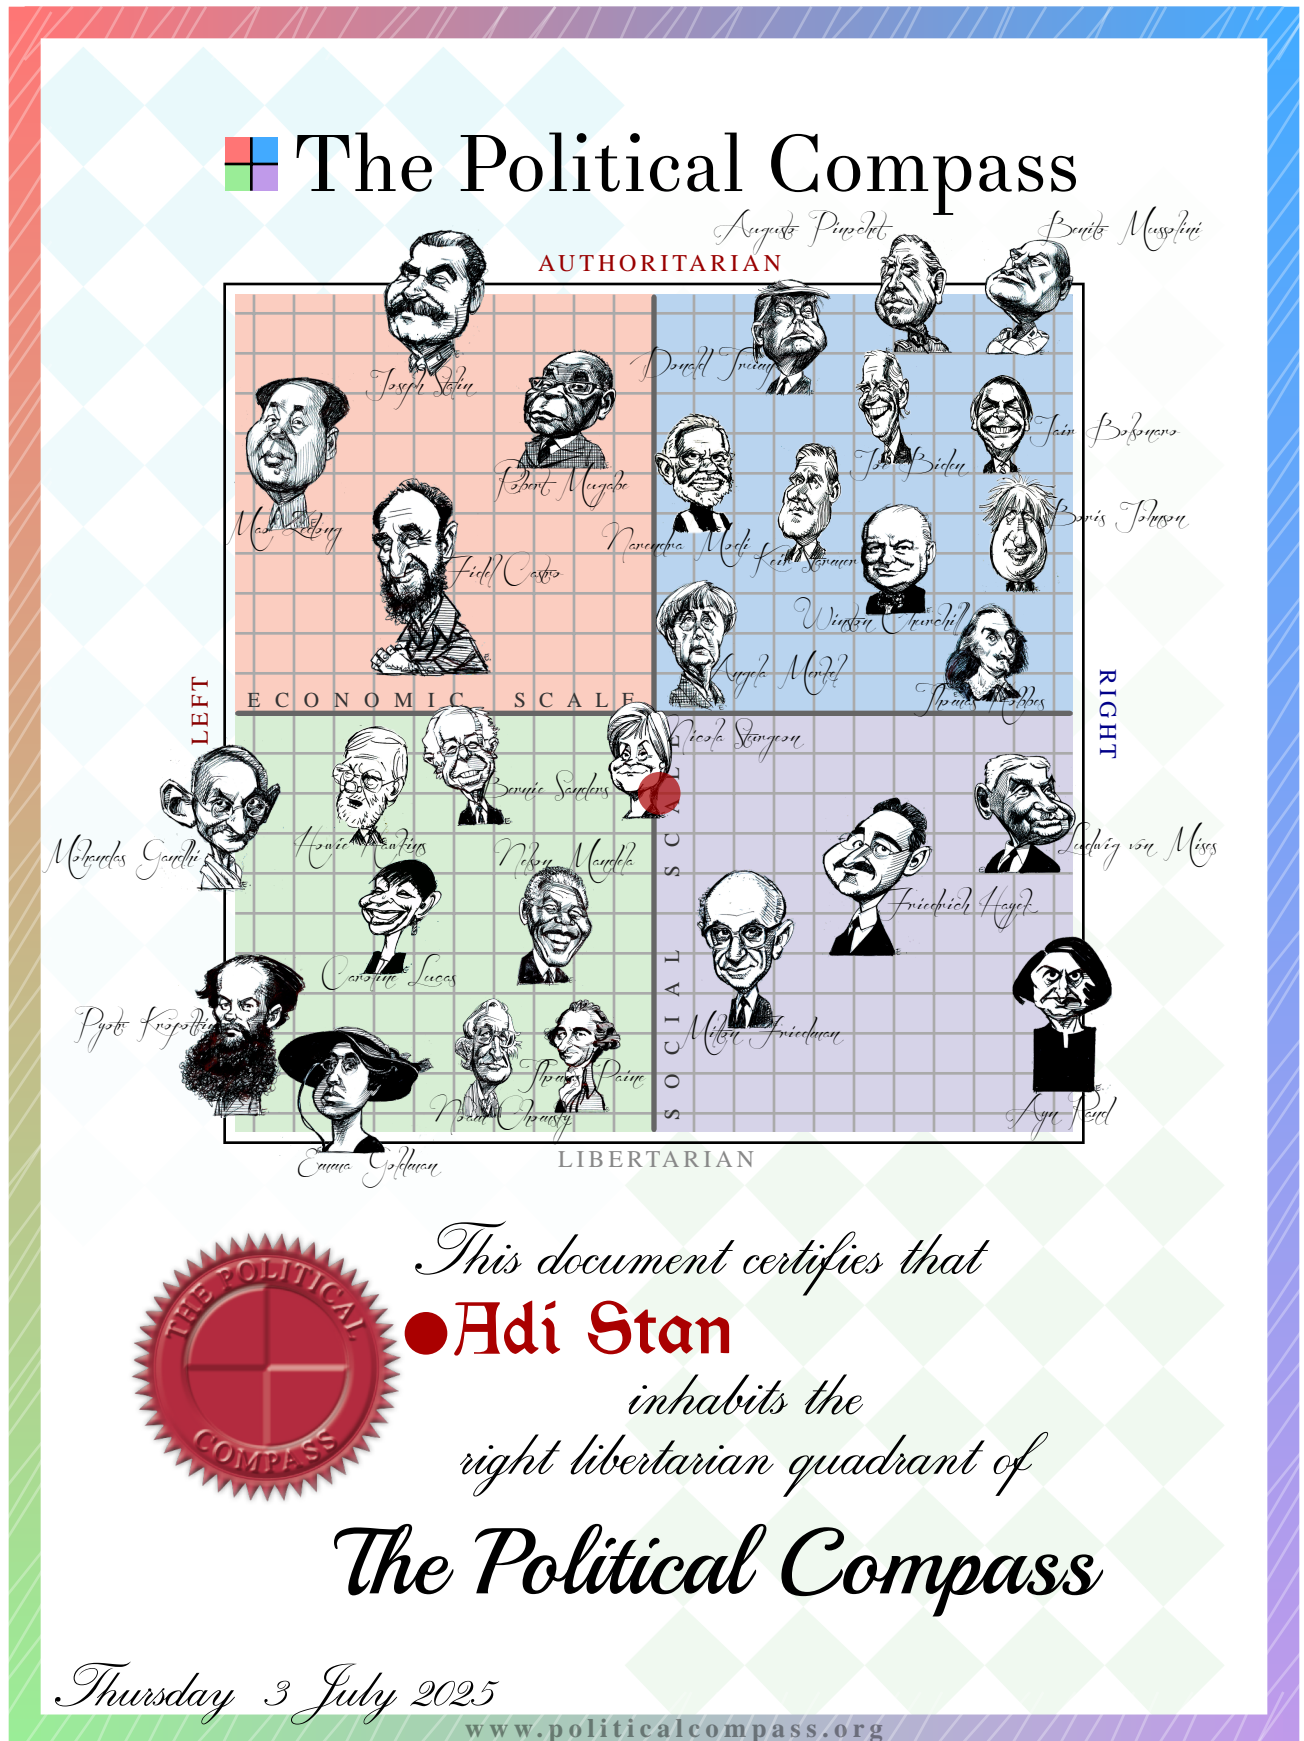 The Political Compass
Augusto Pinochet
Benito Mussolini
AUTHORITARIAN
Donald Trump
Joseph Stalin
Jair Bolsonaro
Joe Biden
Robert Mugabe
Mao Zedong
Boris Johnson
Narendra Modi
Keir Starmer
Fidel Castro
Winston Churchill
Angela Merkel
Thomas Hobbes
ECONOMIC SCALE
LEFT
RIGHT
Nicola Sturgeon
Bernie Sanders
Howie Hawkins
Mohandas Gandhi
Nelson Mandela
Ludwig von Mises
Friedrich Hayek
Caroline Lucas
SOCIAL SCALE
Pyotr Kropotkin
Milton Friedman
Thomas Paine
Noam Chomsky
Ayn Rand
Emma Goldman
LIBERTARIAN
This document certifies that
Adi Stan
inhabits the
right libertarian quadrant of
The Political Compass
THE POLITICAL
COMPASS
Thursday 3 July 2025
www.politicalcompass.org